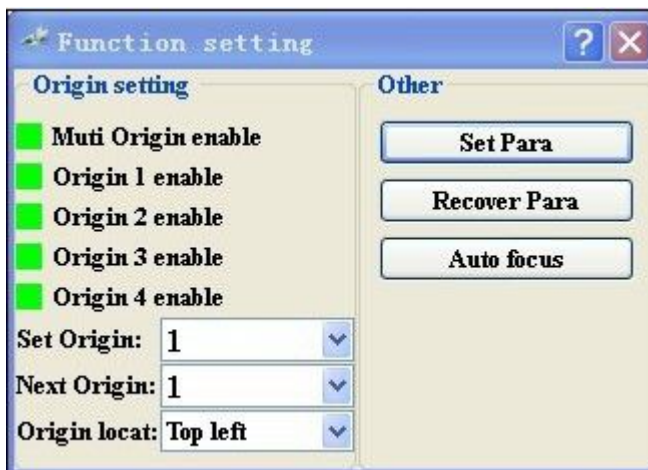 Function setting
Origin setting
Muti Origin enable
Origin 1 enable
Origin 2 enable
Origin 3 enable
Origin 4 enable
Set Origin: 1
Next Origin: 1
Origin locat: Top left
Other
Set Para
Recover Para
Auto focus